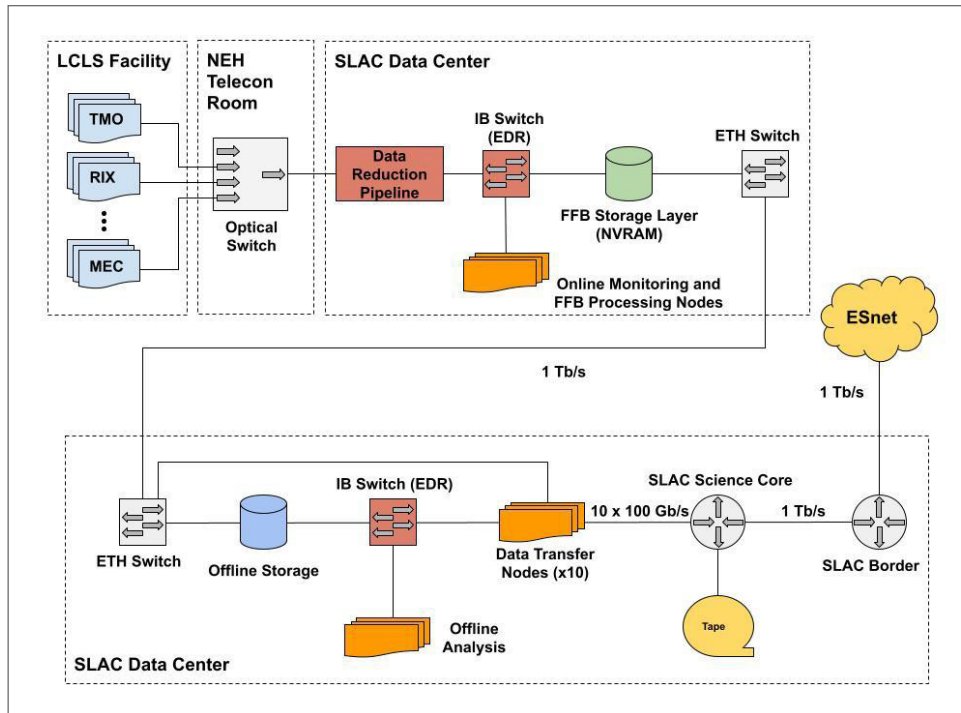 LCLS Facility
NEH
Telecon
Room
SLAC Data Center
TMO
RIX
MEC
Optical
Switch
Data
Reduction
Pipeline
IB Switch
(EDR)
FFB Storage Layer
(NVRAM)
ETH Switch
Online Monitoring and
FFB Processing Nodes
ESnet
1 Tb/s
1 Tb/s
ETH Switch
Offline Storage
IB Switch (EDR)
Offline
Analysis
Data Transfer
Nodes (x10)
10 x 100 Gb/s
SLAC Science Core
1 Tb/s
SLAC Border
Tape
SLAC Data Center